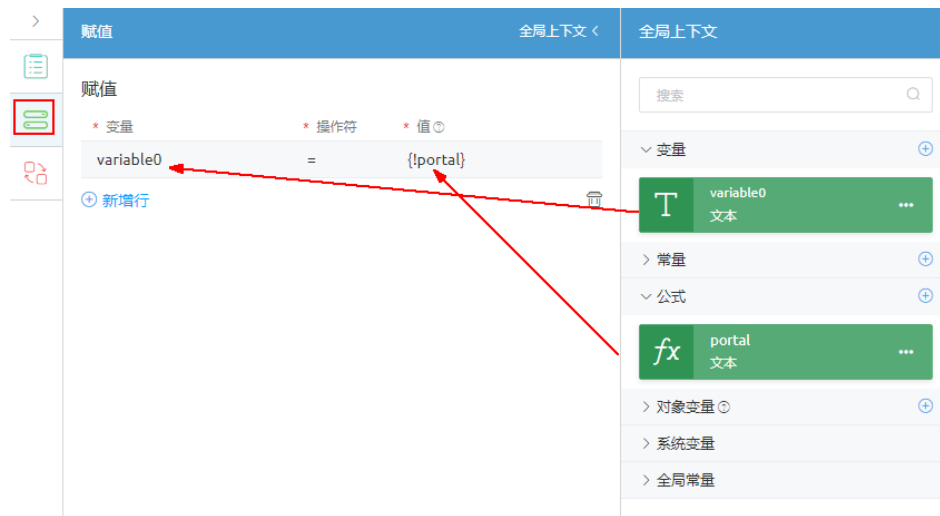 赋值
全局上下文
全局上下文
赋值
搜索
* 变量
* 操作符
* 值
变量
variable0
=
{!portal}
variable0
文本
新增行
常量
公式
portal
文本
对象变量
系统变量
全局常量